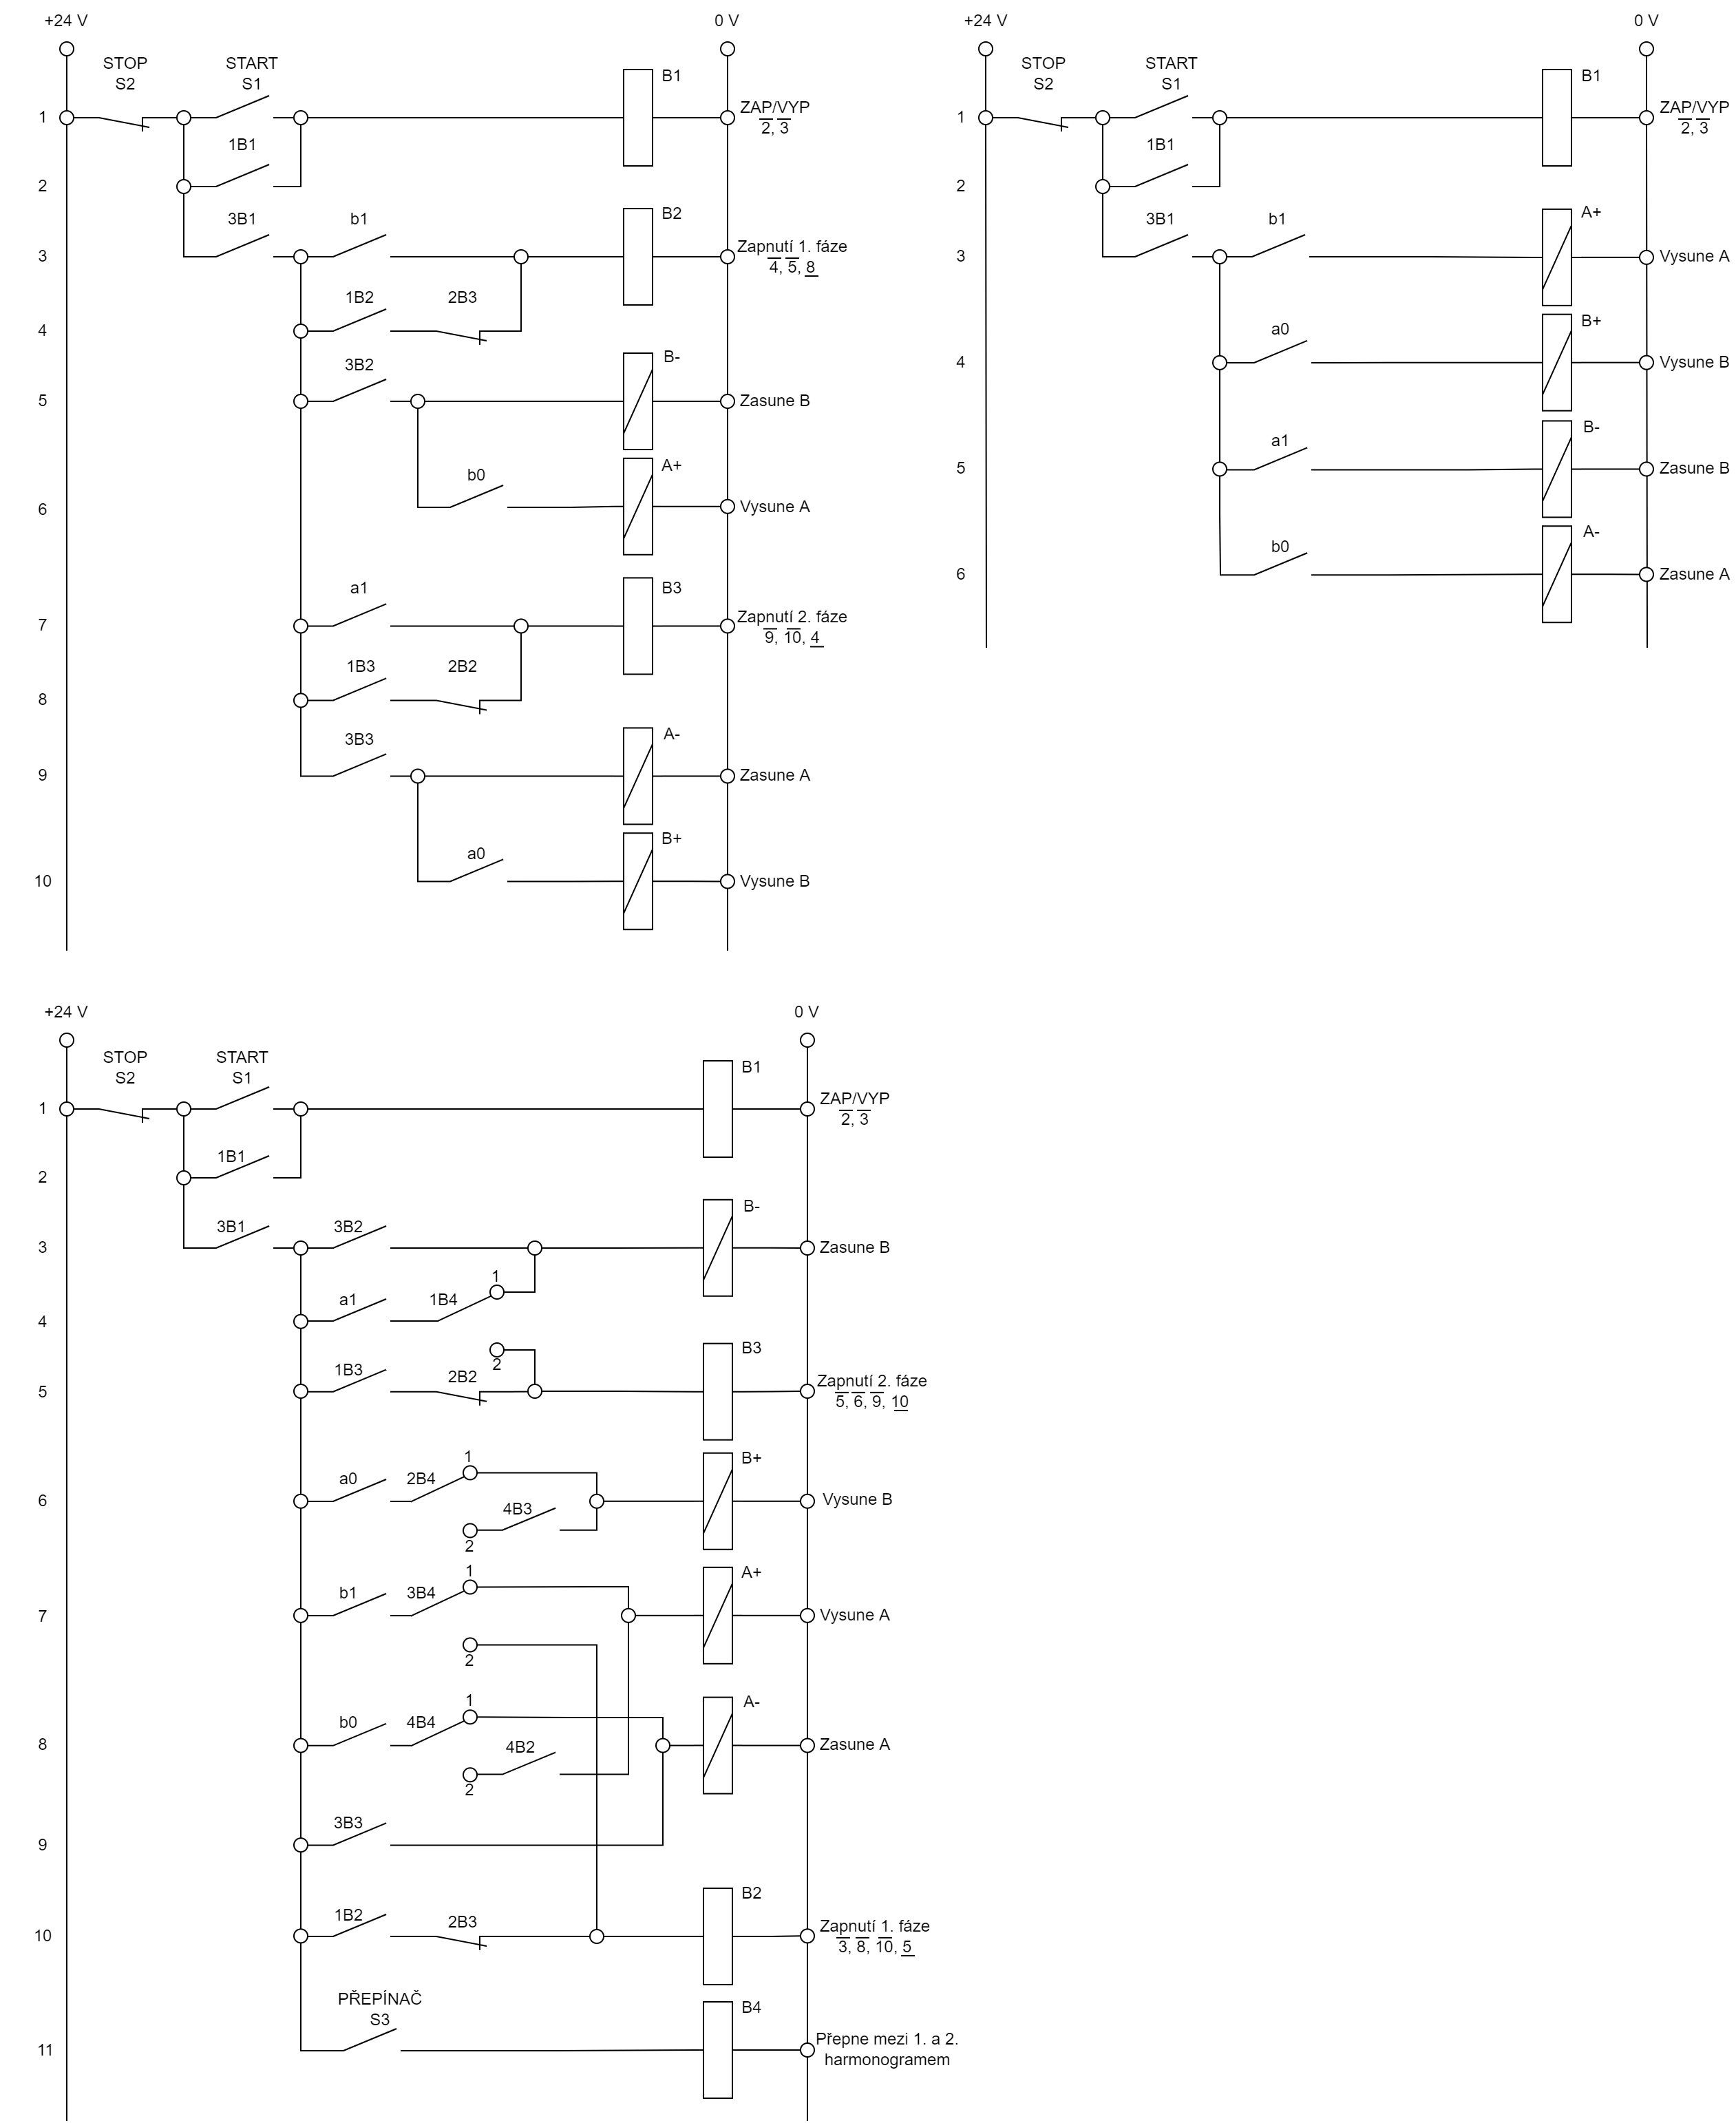 +24 V
0 V
STOP
S2
START
S1
B1
1
ZAP/VYP
2, 3
1B1
2
3B1
b1
B2
3
Zapnutí 1. fáze
4, 5, 8
1B2
2B3
4
3B2
B-
5
Zasune B
b0
A+
6
Vysune A
a1
B3
7
Zapnutí 2. fáze
9, 10, 4
1B3
2B2
8
3B3
A-
9
Zasune A
a0
B+
10
Vysune B
+24 V
0 V
STOP
S2
START
S1
B1
1
ZAP/VYP
2, 3
1B1
2
3B1
b1
A+
3
Vysune A
a0
B+
4
Vysune B
a1
B-
5
Zasune B
b0
A-
6
Zasune A
+24 V
0 V
STOP
S2
START
S1
B1
1
ZAP/VYP
2, 3
1B1
2
3B1
3B2
B-
3
Zasune B
1
a1
1B4
4
2
B3
1B3
2B2
5
Zapnutí 2. fáze
5, 6, 9, 10
1
B+
a0
2B4
6
Vysune B
4B3
2
1
A+
b1
3B4
7
Vysune A
2
1
A-
b0
4B4
8
Zasune A
4B2
2
3B3
9
B2
1B2
2B3
10
Zapnutí 1. fáze
3, 8, 10, 5
PŘEPÍNAČ
S3
B4
11
Přepne mezi 1. a 2.
harmonogramem